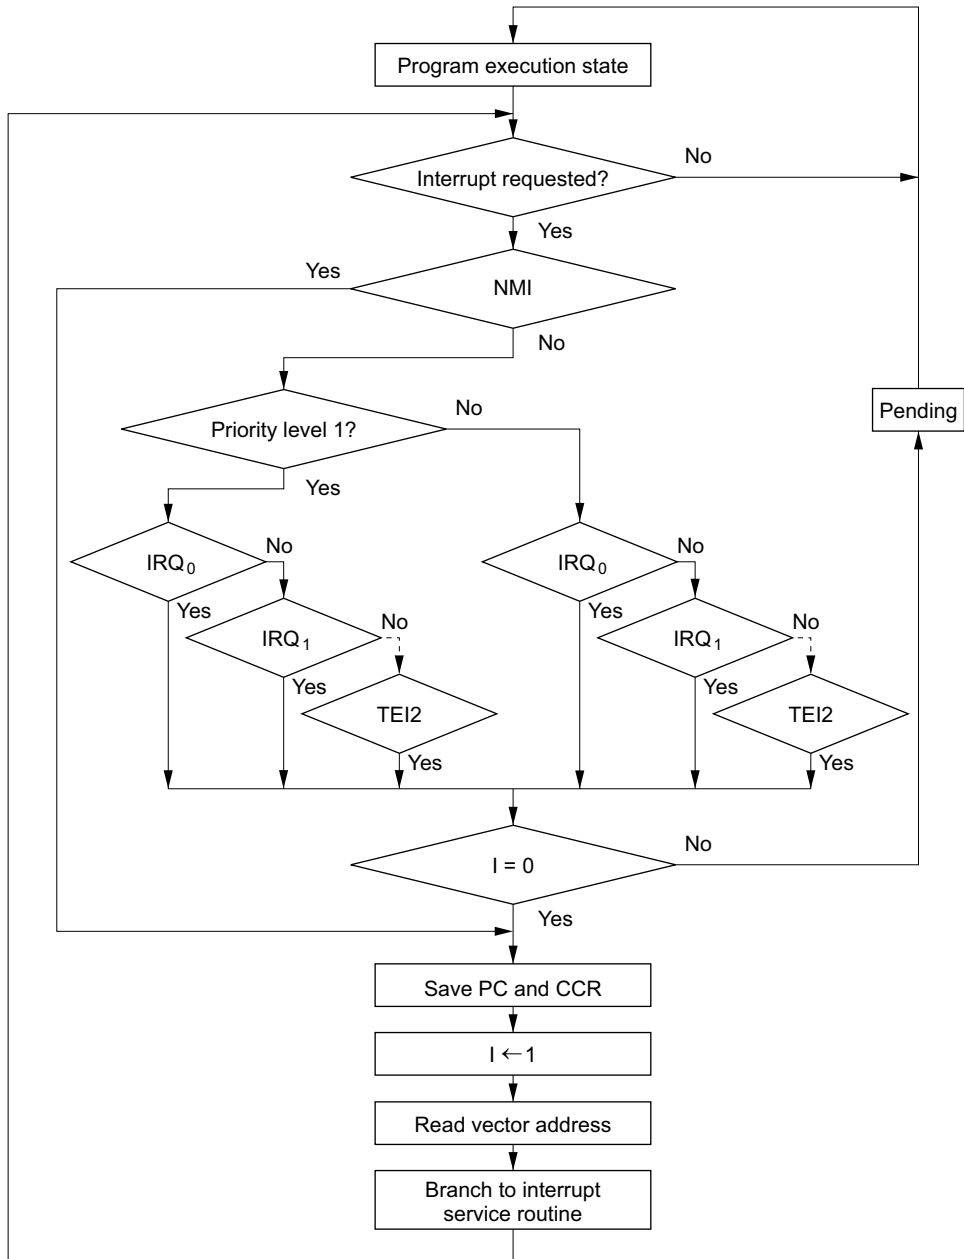 Program execution state
No
Interrupt requested?
Yes
Yes
NMI
No
Pending
No
Priority level 1?
Yes
IRQ0
No
Yes
IRQ1
No
Yes
TEI2
Yes
IRQ0
No
Yes
IRQ1
No
Yes
TEI2
Yes
No
I = 0
Yes
Save PC and CCR
I ← 1
Read vector address
Branch to interrupt
service routine